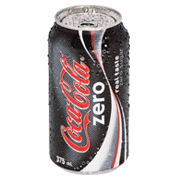 Coca-Cola
zero
real taste
375 mL